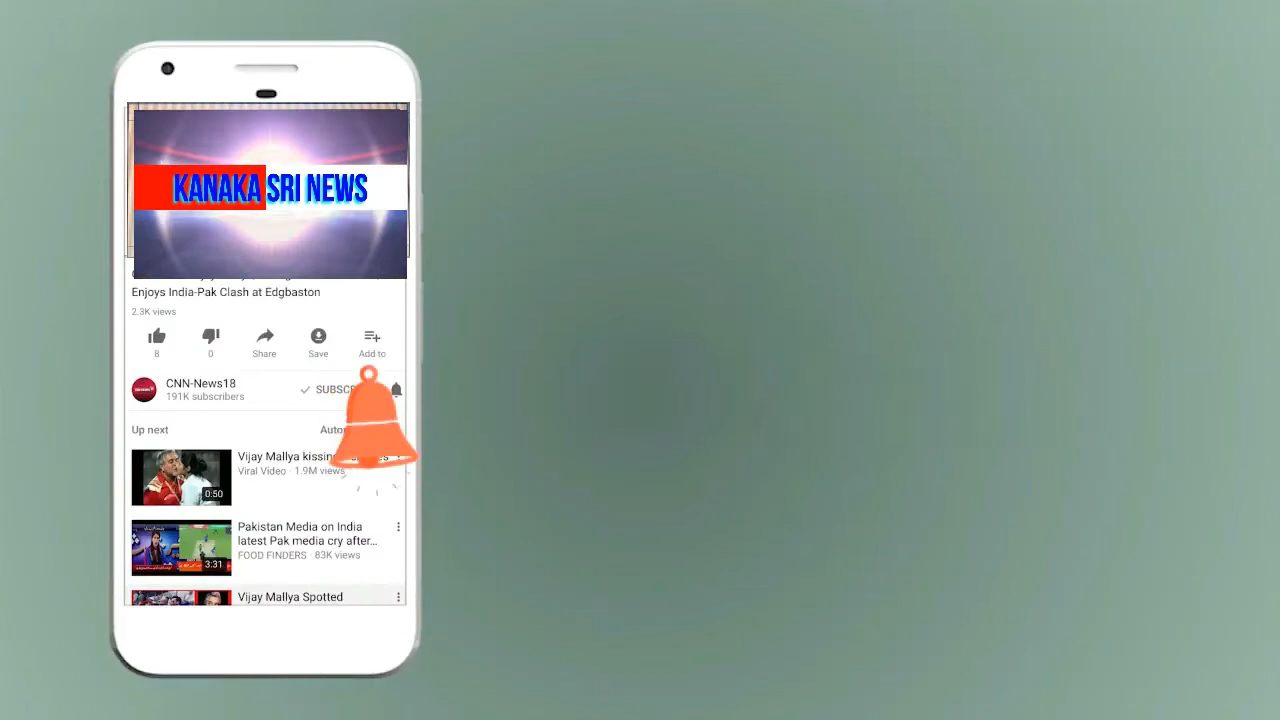 KANAKA SRI NEWS
Enjoys India-Pak Clash at Edgbaston
2.3K views
8
0
Share
Save
Add to
CNN-News18
191K subscribers
Up next
Vijay Mallya
Viral Video · 1.9M views
0:50
Pakistan Media on India
latest Pak media cry after...
FOOD FINDERS · 83K views
3:31
Vijay Mallya Spotted